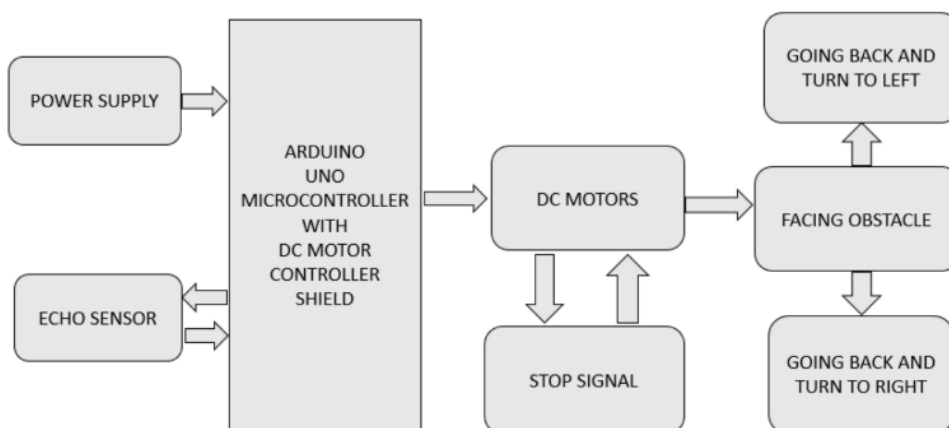 POWER SUPPLY
ECHO SENSOR
ARDUINO
UNO
MICROCONTROLLER
WITH
DC MOTOR
CONTROLLER
SHIELD
DC MOTORS
STOP SIGNAL
GOING BACK AND
TURN TO LEFT
FACING OBSTACLE
GOING BACK AND
TURN TO RIGHT